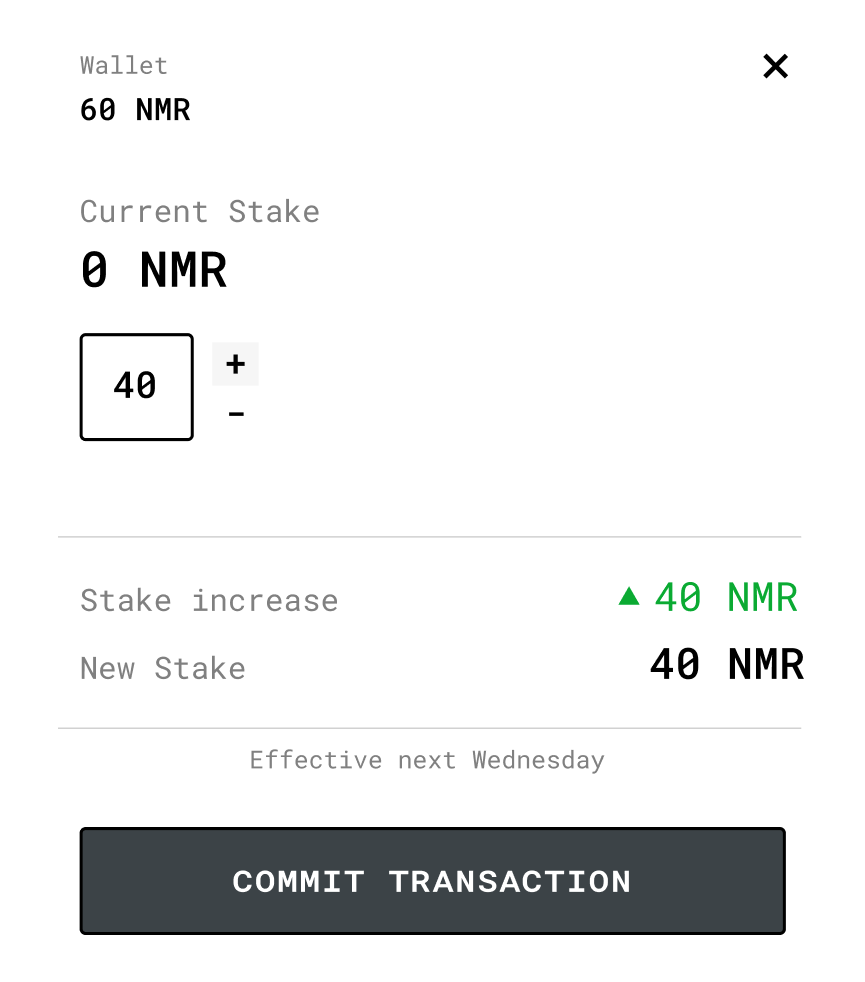 Wallet
60 NMR
Current Stake
0 NMR
40
+
-
Stake increase
▲ 40 NMR
New Stake
40 NMR
Effective next Wednesday
COMMIT TRANSACTION